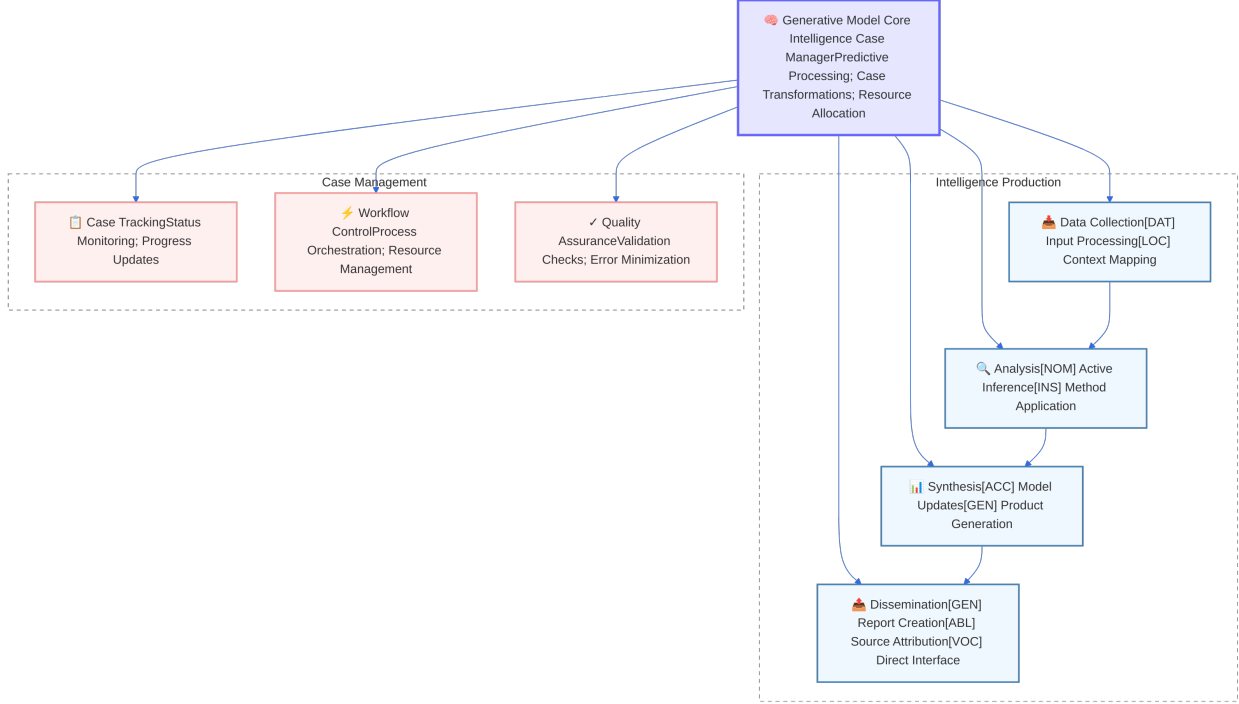 🧠 Generative Model Core
Intelligence Case
ManagerPredictive
Processing; Case
Transformations; Resource
Allocation
Case Management
📋 Case TrackingStatus
Monitoring; Progress
Updates
⚡ Workflow
ControlProcess
Orchestration; Resource
Management
✓ Quality
AssuranceValidation
Checks; Error Minimization
Intelligence Production
📥 Data Collection[DAT]
Input Processing[LOC]
Context Mapping
🔍 Analysis[NOM] Active
Inference[INS] Method
Application
📊 Synthesis[ACC] Model
Updates[GEN] Product
Generation
📤 Dissemination[GEN]
Report Creation[ABL]
Source Attribution[VOC]
Direct Interface